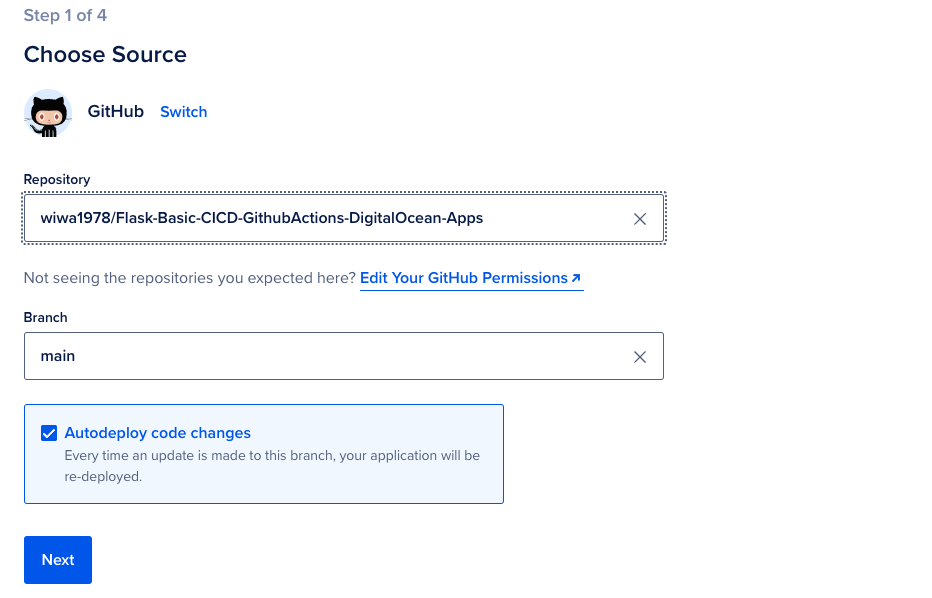 Step 1 of 4
Choose Source
GitHub Switch
Repository
wiwa1978/Flask-Basic-CICD-GithubActions-DigitalOcean-Apps
Not seeing the repositories you expected here? Edit Your GitHub Permissions
Branch
main
Autodeploy code changes
Every time an update is made to this branch, your application will be
re-deployed.
Next